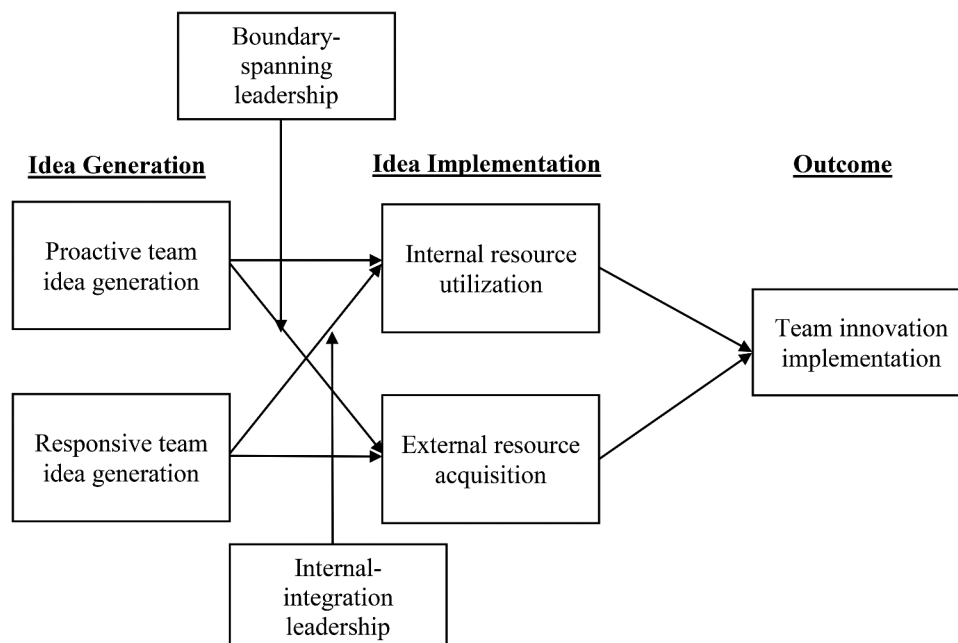 Boundary-
spanning
leadership
Idea Generation
Idea Implementation
Outcome
Proactive team
idea generation
Internal resource
utilization
Team innovation
implementation
Responsive team
idea generation
External resource
acquisition
Internal-
integration
leadership